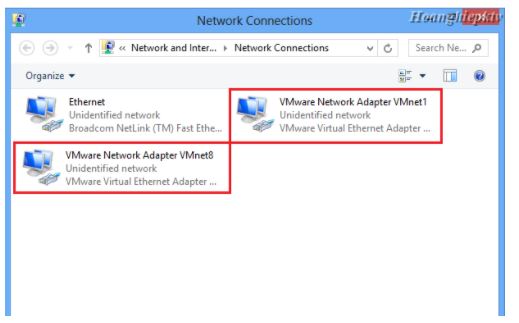 Network Connections
Hoanghiepktv
« Network and Inter... Network Connections
Search Ne...
Organize
Ethernet
Unidentified network
Broadcom NetLink (TM) Fast Ethe...
VMware Network Adapter VMnet1
Unidentified network
VMware Virtual Ethernet Adapter ...
VMware Network Adapter VMnet8
Unidentified network
VMware Virtual Ethernet Adapter ...